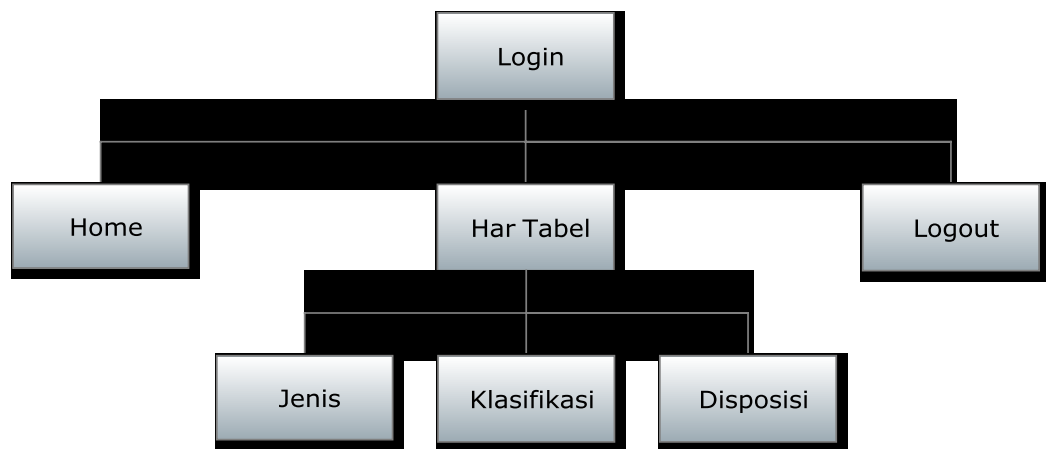 Login
Home
Har Tabel
Logout
Jenis
Klasifikasi
Disposisi